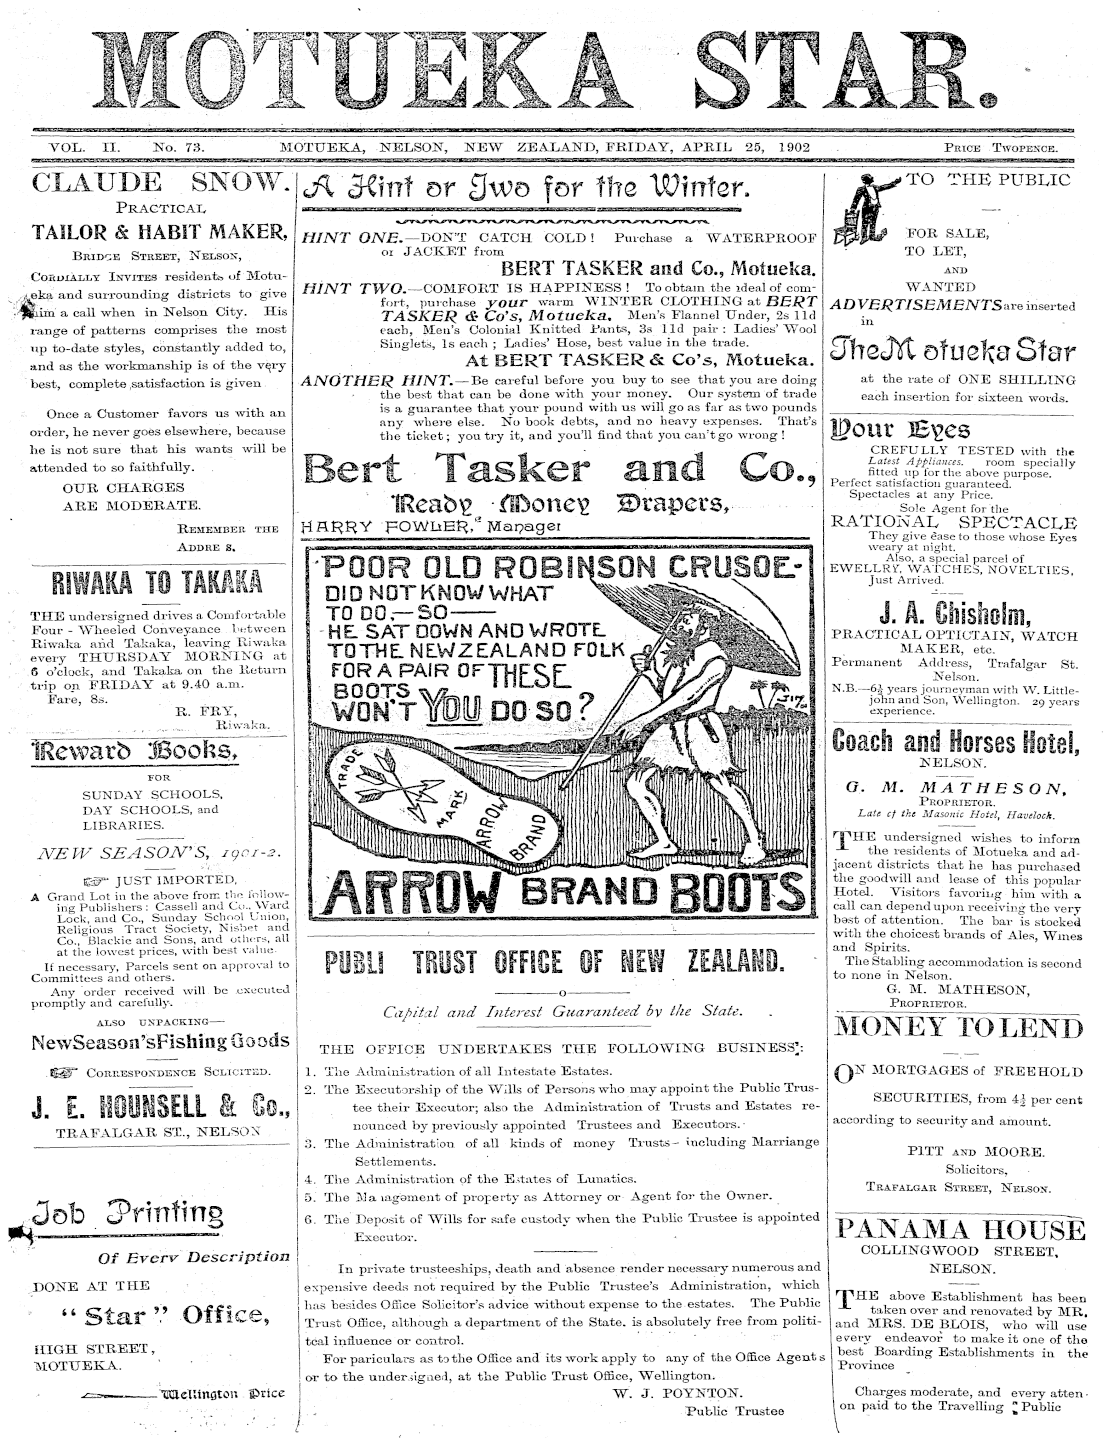 MOTUEKA STAR.
VOL. II. No. 73. MOTUEKA, NELSON, NEW ZEALAND, FRIDAY, APRIL 25, 1902 PRICE TWOPENCE.
CLAUDE SNOW.
PRACTICAL
TAILOR & HABIT MAKER,
BRIDGE STREET, NELSON,
CORDIALLY INVITES residents of Motu-
eka and surrounding districts to give
him a call when in Nelson City. His
range of patterns comprises the most
up to-date styles, constantly added to,
and as the workmanship is of the very
best, complete satisfaction is given
Once a Customer favors us with an
order, he never goes elsewhere, because
he is not sure that his wants will be
attended to so faithfully.
OUR CHARGES
ARE MODERATE.
REMEMBER THE
ADDRE S.
RIWAKA TO TAKAKA
THE undersigned drives a Comfortable
Four - Wheeled Conveyance between
Riwaka and Takaka, leaving Riwaka
every THURSDAY MORNING at
6 o'clock, and Takaka on the Return
trip on FRIDAY at 9.40 a.m.
Fare, 8s.
R. FRY,
Riwaka.
Reward Books,
FOR
SUNDAY SCHOOLS,
DAY SCHOOLS, and
LIBRARIES.
NEW SEASON'S, 1901-2.
JUST IMPORTED,
A Grand Lot in the above from the follow-
ing Publishers: Cassell and Co., Ward
Lock, and Co., Sunday School Union,
Religious Tract Society, Nisbet and
Co., Blackie and Sons, and others, all
at the lowest prices, with best value.
If necessary, Parcels sent on approval to
Committees and others.
Any order received will be executed
promptly and carefully.
ALSO UNPACKING—
New Season's Fishing Goods
CORRESPONDENCE SCLICITED.
J. E. HOUNSELL & Co.,
TRAFALGAR ST., NELSON
Job Printing
Of Every Description
DONE AT THE
"Star" Office,
HIGH STREET,
MOTUEKA.
Wellington Price
A Hint or Two for the Winter.
HINT ONE.—DON'T CATCH COLD! Purchase a WATERPROOF
or JACKET from
BERT TASKER and Co., Motueka.
HINT TWO.—COMFORT IS HAPPINESS! To obtain the ideal of com-
fort, purchase your warm WINTER CLOTHING at BERT
TASKER & Co's, Motueka. Men's Flannel Under, 2s 11d
each, Men's Colonial Knitted Pants, 3s 11d pair: Ladies' Wool
Singlets, 1s each; Ladies' Hose, best value in the trade.
At BERT TASKER & Co's, Motueka.
ANOTHER HINT.—Be careful before you buy to see that you are doing
the best that can be done with your money. Our system of trade
is a guarantee that your pound with us will go as far as two pounds
any where else. No book debts, and no heavy expenses. That's
the ticket; you try it, and you'll find that you can't go wrong!
Bert Tasker and Co.,
Ready Money Drapers,
HARRY FOWLER, Manager
POOR OLD ROBINSON CRUSOE-
DID NOT KNOW WHAT
TO DO,—SO—
HE SAT DOWN AND WROTE
TO THE NEW ZEALAND FOLK
FOR A PAIR OF THESE
BOOTS
WON'T YOU DO SO?
TRADE
MARK
ARROW
BRAND
ARROW BRAND BOOTS
PUBLI TRUST OFFICE OF NEW ZEALAND.
o
Capital and Interest Guaranteed by the State.
THE OFFICE UNDERTAKES THE FOLLOWING BUSINESS:
1. The Administration of all Intestate Estates.
2. The Executorship of the Wills of Persons who may appoint the Public Trus-
tee their Executor; also the Administration of Trusts and Estates re-
nounced by previously appointed Trustees and Executors.
3. The Administration of all kinds of money Trusts—including Marriange
Settlements.
4. The Administration of the Estates of Lunatics.
5. The Management of property as Attorney or Agent for the Owner.
6. The Deposit of Wills for safe custody when the Public Trustee is appointed
Executor.
In private trusteeships, death and absence render necessary numerous and
expensive deeds not required by the Public Trustee's Administration, which
has besides Office Solicitor's advice without expense to the estates. The Public
Trust Office, although a department of the State, is absolutely free from politi-
tcal influence or control.
For pariculars as to the Office and its work apply to any of the Office Agents
or to the undersigned, at the Public Trust Office, Wellington.
W. J. POYNTON.
Public Trustee
TO THE PUBLIC
FOR SALE,
TO LET,
AND
WANTED
ADVERTISEMENTS are inserted
in
The Motueka Star
at the rate of ONE SHILLING
each insertion for sixteen words.
Your Eyes
CREFULLY TESTED with the
Latest Appliances. room specially
fitted up for the above purpose.
Perfect satisfaction guaranteed.
Spectacles at any Price.
Sole Agent for the
RATIONAL SPECTACLE
They give ease to those whose Eyes
weary at night.
Also, a special parcel of
EWELLRY, WATCHES, NOVELTIES,
Just Arrived.
J. A. Chisholm,
PRACTICAL OPTICTAIN, WATCH
MAKER, etc.
Permanent Address, Trafalgar St.
Nelson.
N.B.—6½ years journeyman with W. Little-
john and Son, Wellington. 29 years
experience.
Coach and Horses Hotel,
NELSON.
G. M. MATHESON,
PROPRIETOR.
Late of the Masonic Hotel, Havelock.
THE undersigned wishes to inform
the residents of Motueka and ad-
jacent districts that he has purchased
the goodwill and lease of this popular
Hotel. Visitors favoring him with a
call can depend upon receiving the very
best of attention. The bar is stocked
with the choicest brands of Ales, Wines
and Spirits.
The Stabling accommodation is second
to none in Nelson.
G. M. MATHESON,
PROPRIETOR.
MONEY TO LEND
ON MORTGAGES of FREEHOLD
SECURITIES, from 4½ per cent
according to security and amount.
PITT AND MOORE.
Solicitors,
TRAFALGAR STREET, NELSON.
PANAMA HOUSE
COLLINGWOOD STREET,
NELSON.
THE above Establishment has been
taken over and renovated by MR.
and MRS. DE BLOIS, who will use
every endeavor to make it one of the
best Boarding Establishments in the
Province
Charges moderate, and every atten-
on paid to the Travelling Public